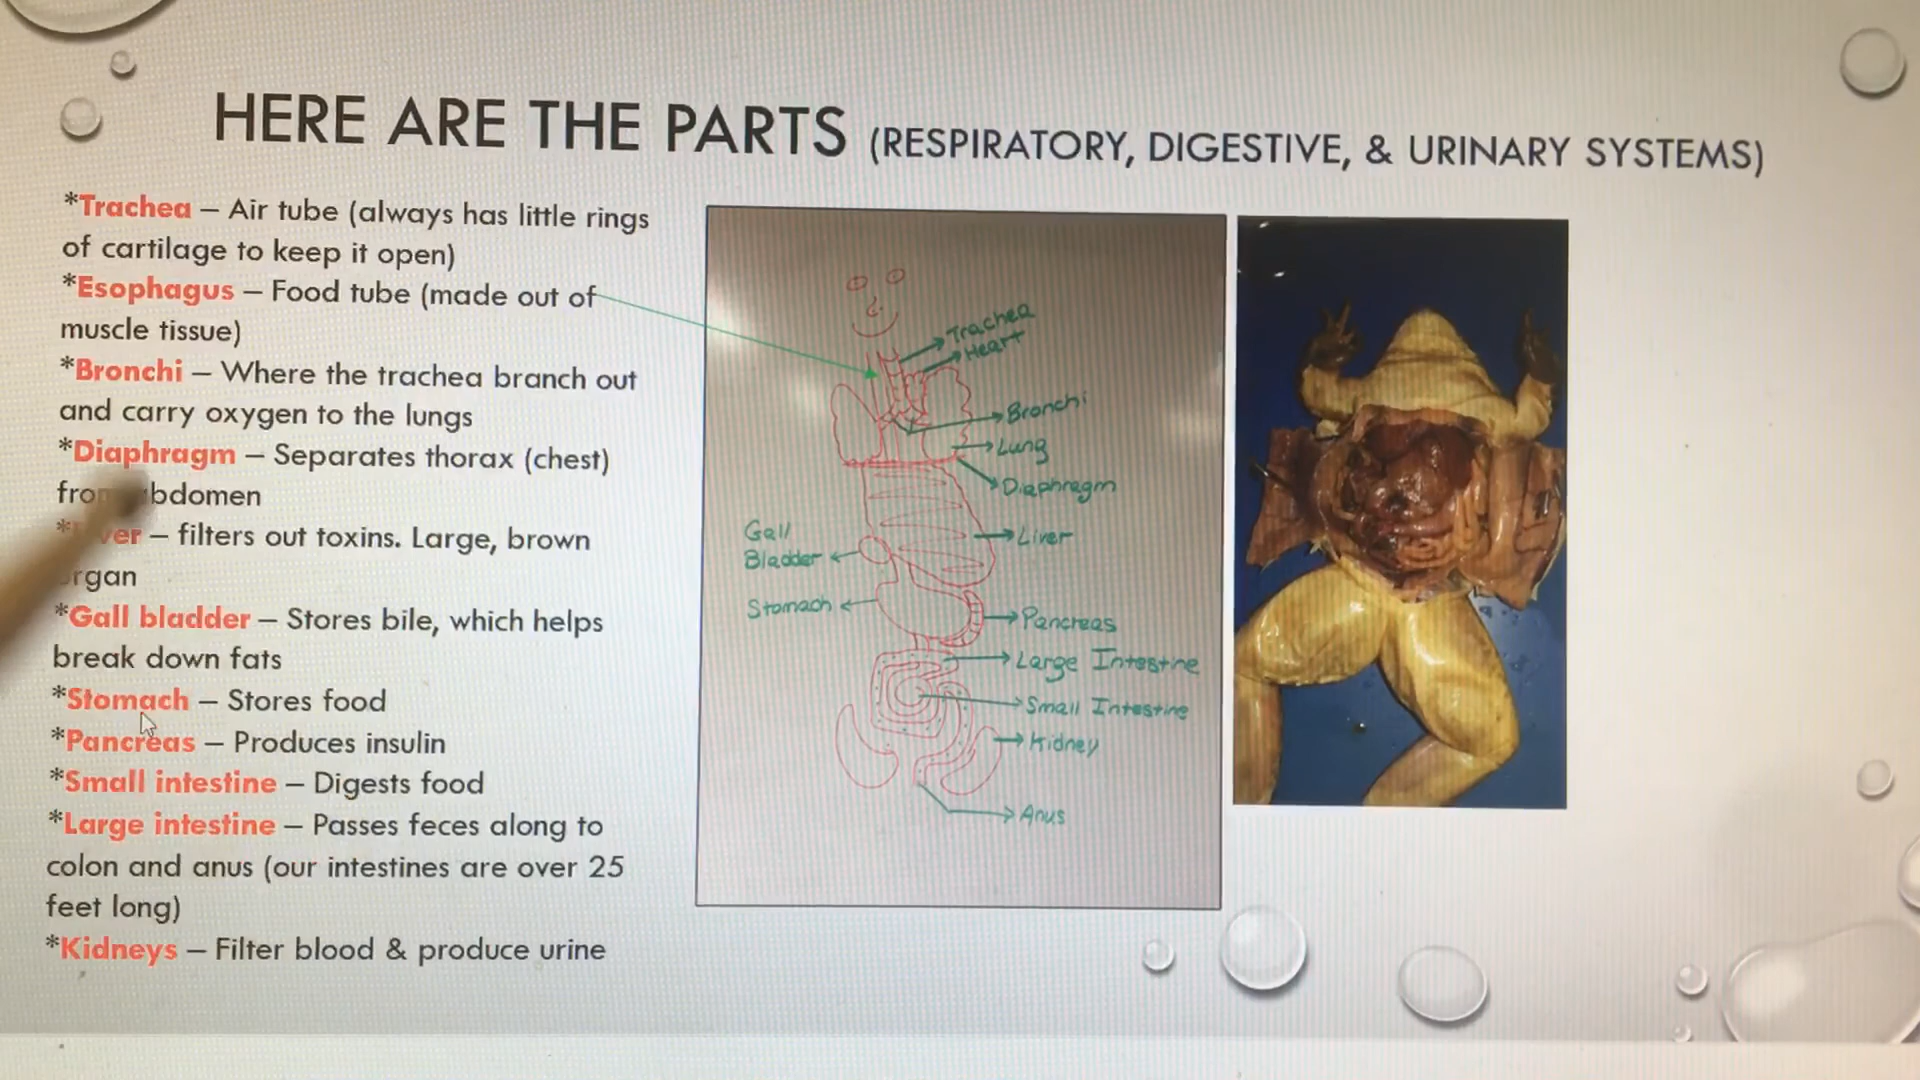 HERE ARE THE PARTS (RESPIRATORY, DIGESTIVE, & URINARY SYSTEMS)
*Trachea – Air tube (always has little rings
of cartilage to keep it open)
*Esophagus – Food tube (made out of
muscle tissue)
*Bronchi – Where the trachea branch out
and carry oxygen to the lungs
*Diaphragm – Separates thorax (chest)
abdomen
– filters out toxins. Large, brown
organ
*Gall bladder – Stores bile, which helps
break down fats
*Stomach – Stores food
*Pancreas – Produces insulin
*Small intestine – Digests food
*Large intestine – Passes feces along to
colon and anus (our intestines are over 25
feet long)
*Kidneys – Filter blood & produce urine
Trachea
Heart
Bronchi
Lung
Diaphragm
Gall
Bladder
Liver
Stomach
Pancreas
Large Intestine
Small Intestine
Kidney
Anus